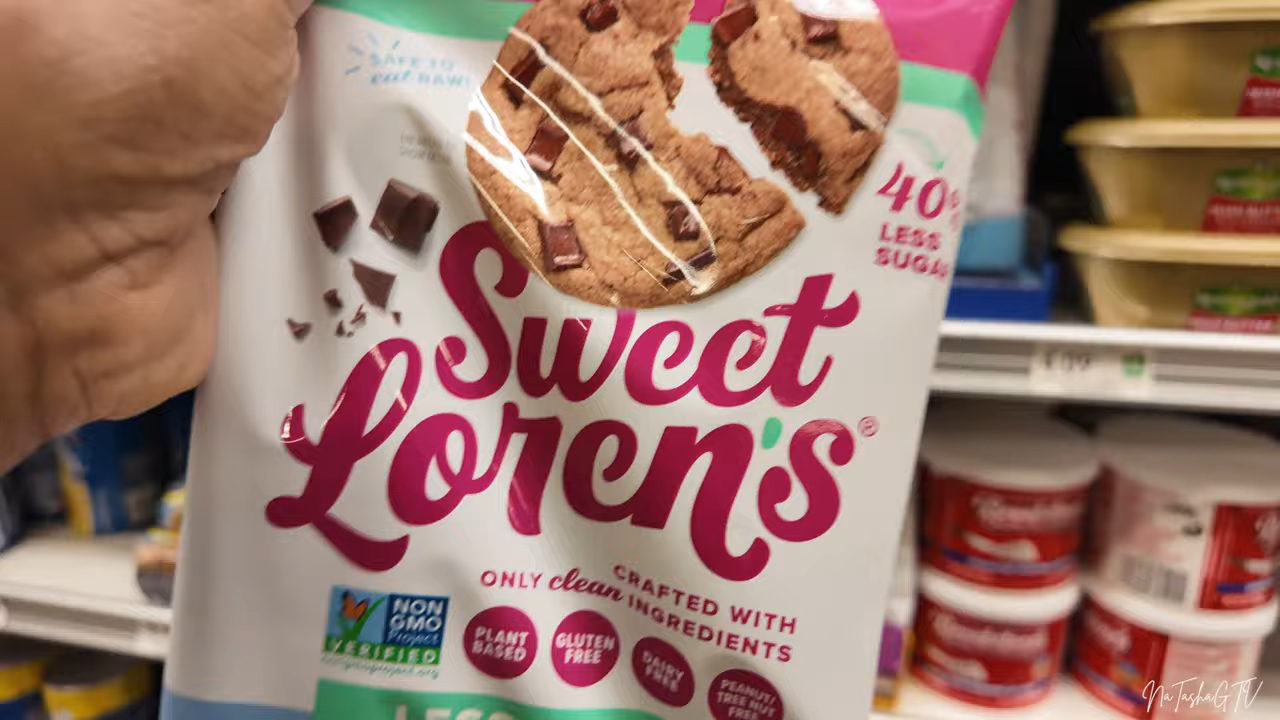 SAFE TO
eat RAW!
40%
LESS
SUGAR
Sweet
Loren's®
CRAFTED WITH
ONLY clean INGREDIENTS
NON
GMO
Project
VERIFIED
nongmoproject.org
PLANT
BASED
GLUTEN
FREE
DAIRY
FREE
PEANUT/
TREE NUT
FREE
LESS
NaTashaGTV